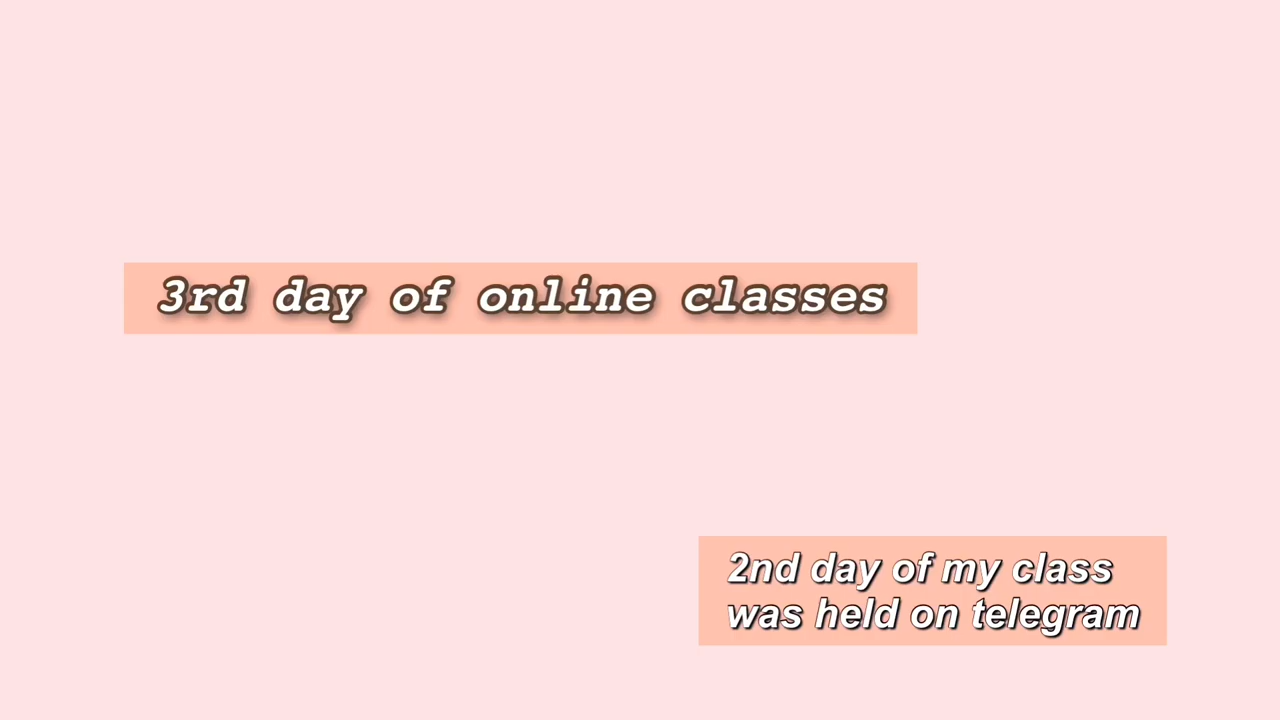 3rd day of online classes
2nd day of my class
was held on telegram